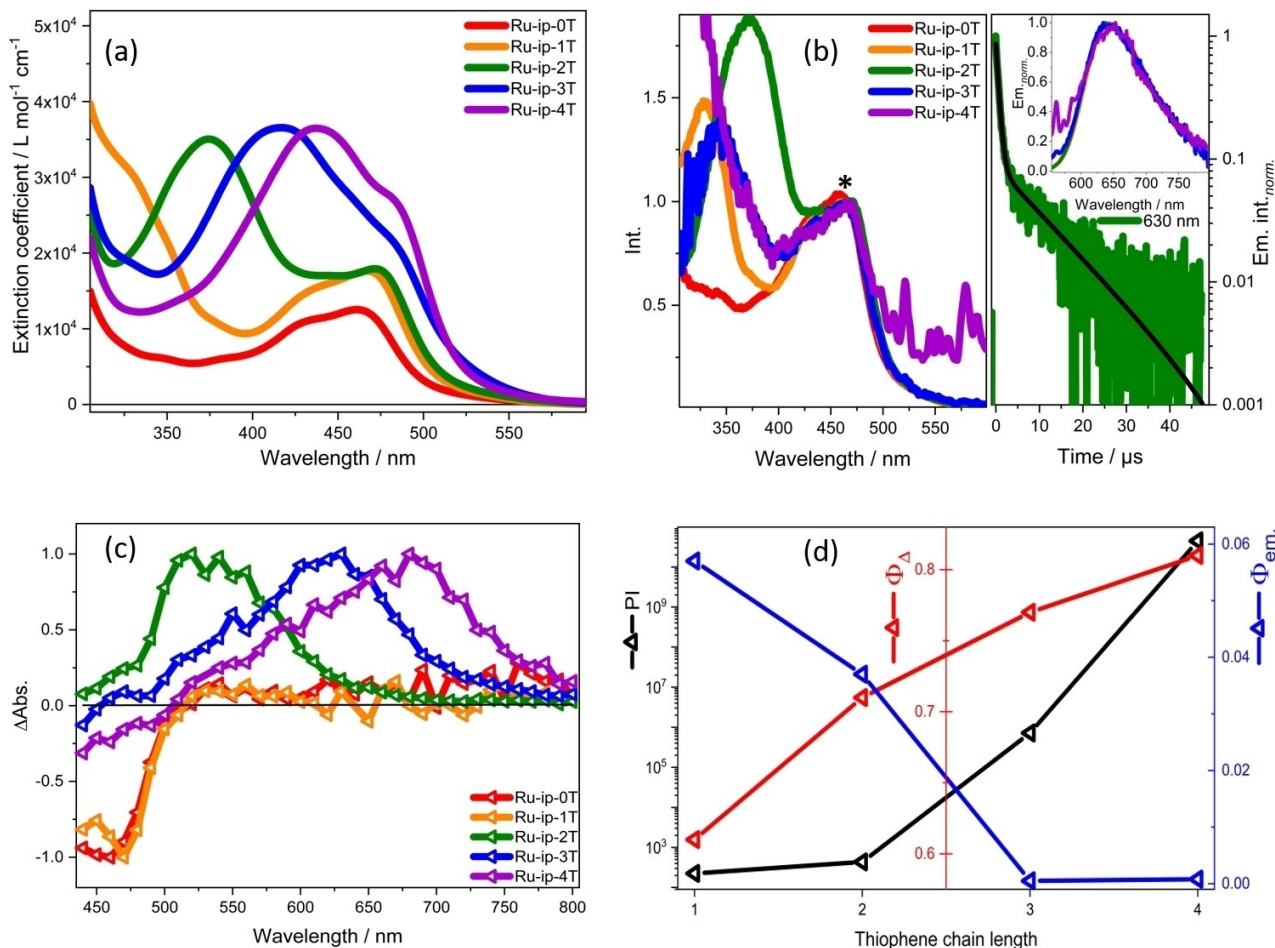 (a)
Ru-ip-0T
Ru-ip-1T
Ru-ip-2T
Ru-ip-3T
Ru-ip-4T
Extinction coefficient / L mol⁻¹ cm⁻¹
5x10⁴
4x10⁴
3x10⁴
2x10⁴
1x10⁴
0
350 400 450 500 550
Wavelength / nm
(b)
Ru-ip-0T
Ru-ip-1T
Ru-ip-2T
Ru-ip-3T
Ru-ip-4T
*
Int.
1.5
1.0
0.5
350 400 450 500 550
Wavelength / nm
Em.norm.
1.0
0.8
0.6
0.4
0.2
0.0
600 650 700 750
Wavelength / nm
630 nm
1
0.1
0.01
0.001
Em. int.norm.
0 10 20 30 40
Time / µs
(c)
ΔAbs.
1.0
0.5
0.0
-0.5
-1.0
Ru-ip-0T
Ru-ip-1T
Ru-ip-2T
Ru-ip-3T
Ru-ip-4T
450 500 550 600 650 700 750 800
Wavelength / nm
(d)
PI
10⁹
10⁷
10⁵
10³
ΦΔ
0.8
0.7
0.6
Φem.
0.06
0.04
0.02
0.00
1 2 3 4
Thiophene chain length